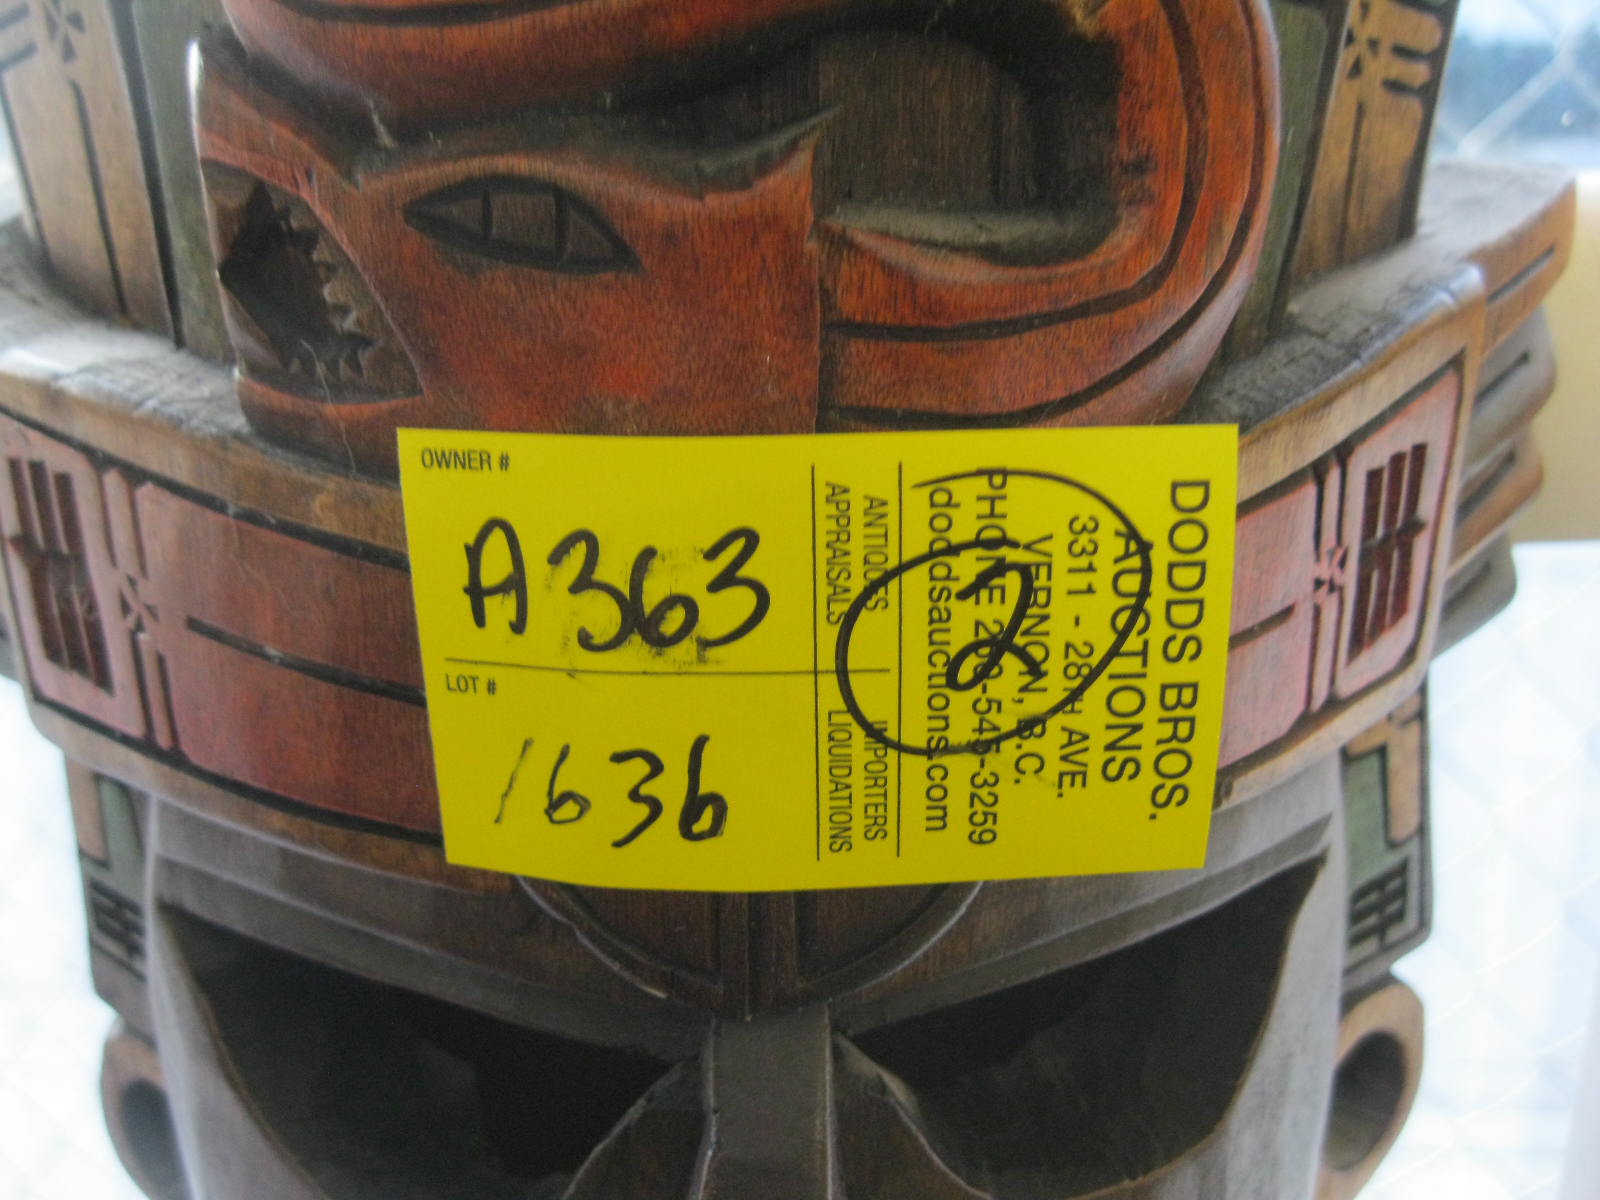 OWNER #
A363
LOT #
1636
DODDS BROS.
AUCTIONS
3311 - 28TH AVE.
VERNON, B.C.
PHONE 260-545-3259
doddsauctions.com
ANTIQUES IMPORTERS
APPRAISALS LIQUIDATIONS
2